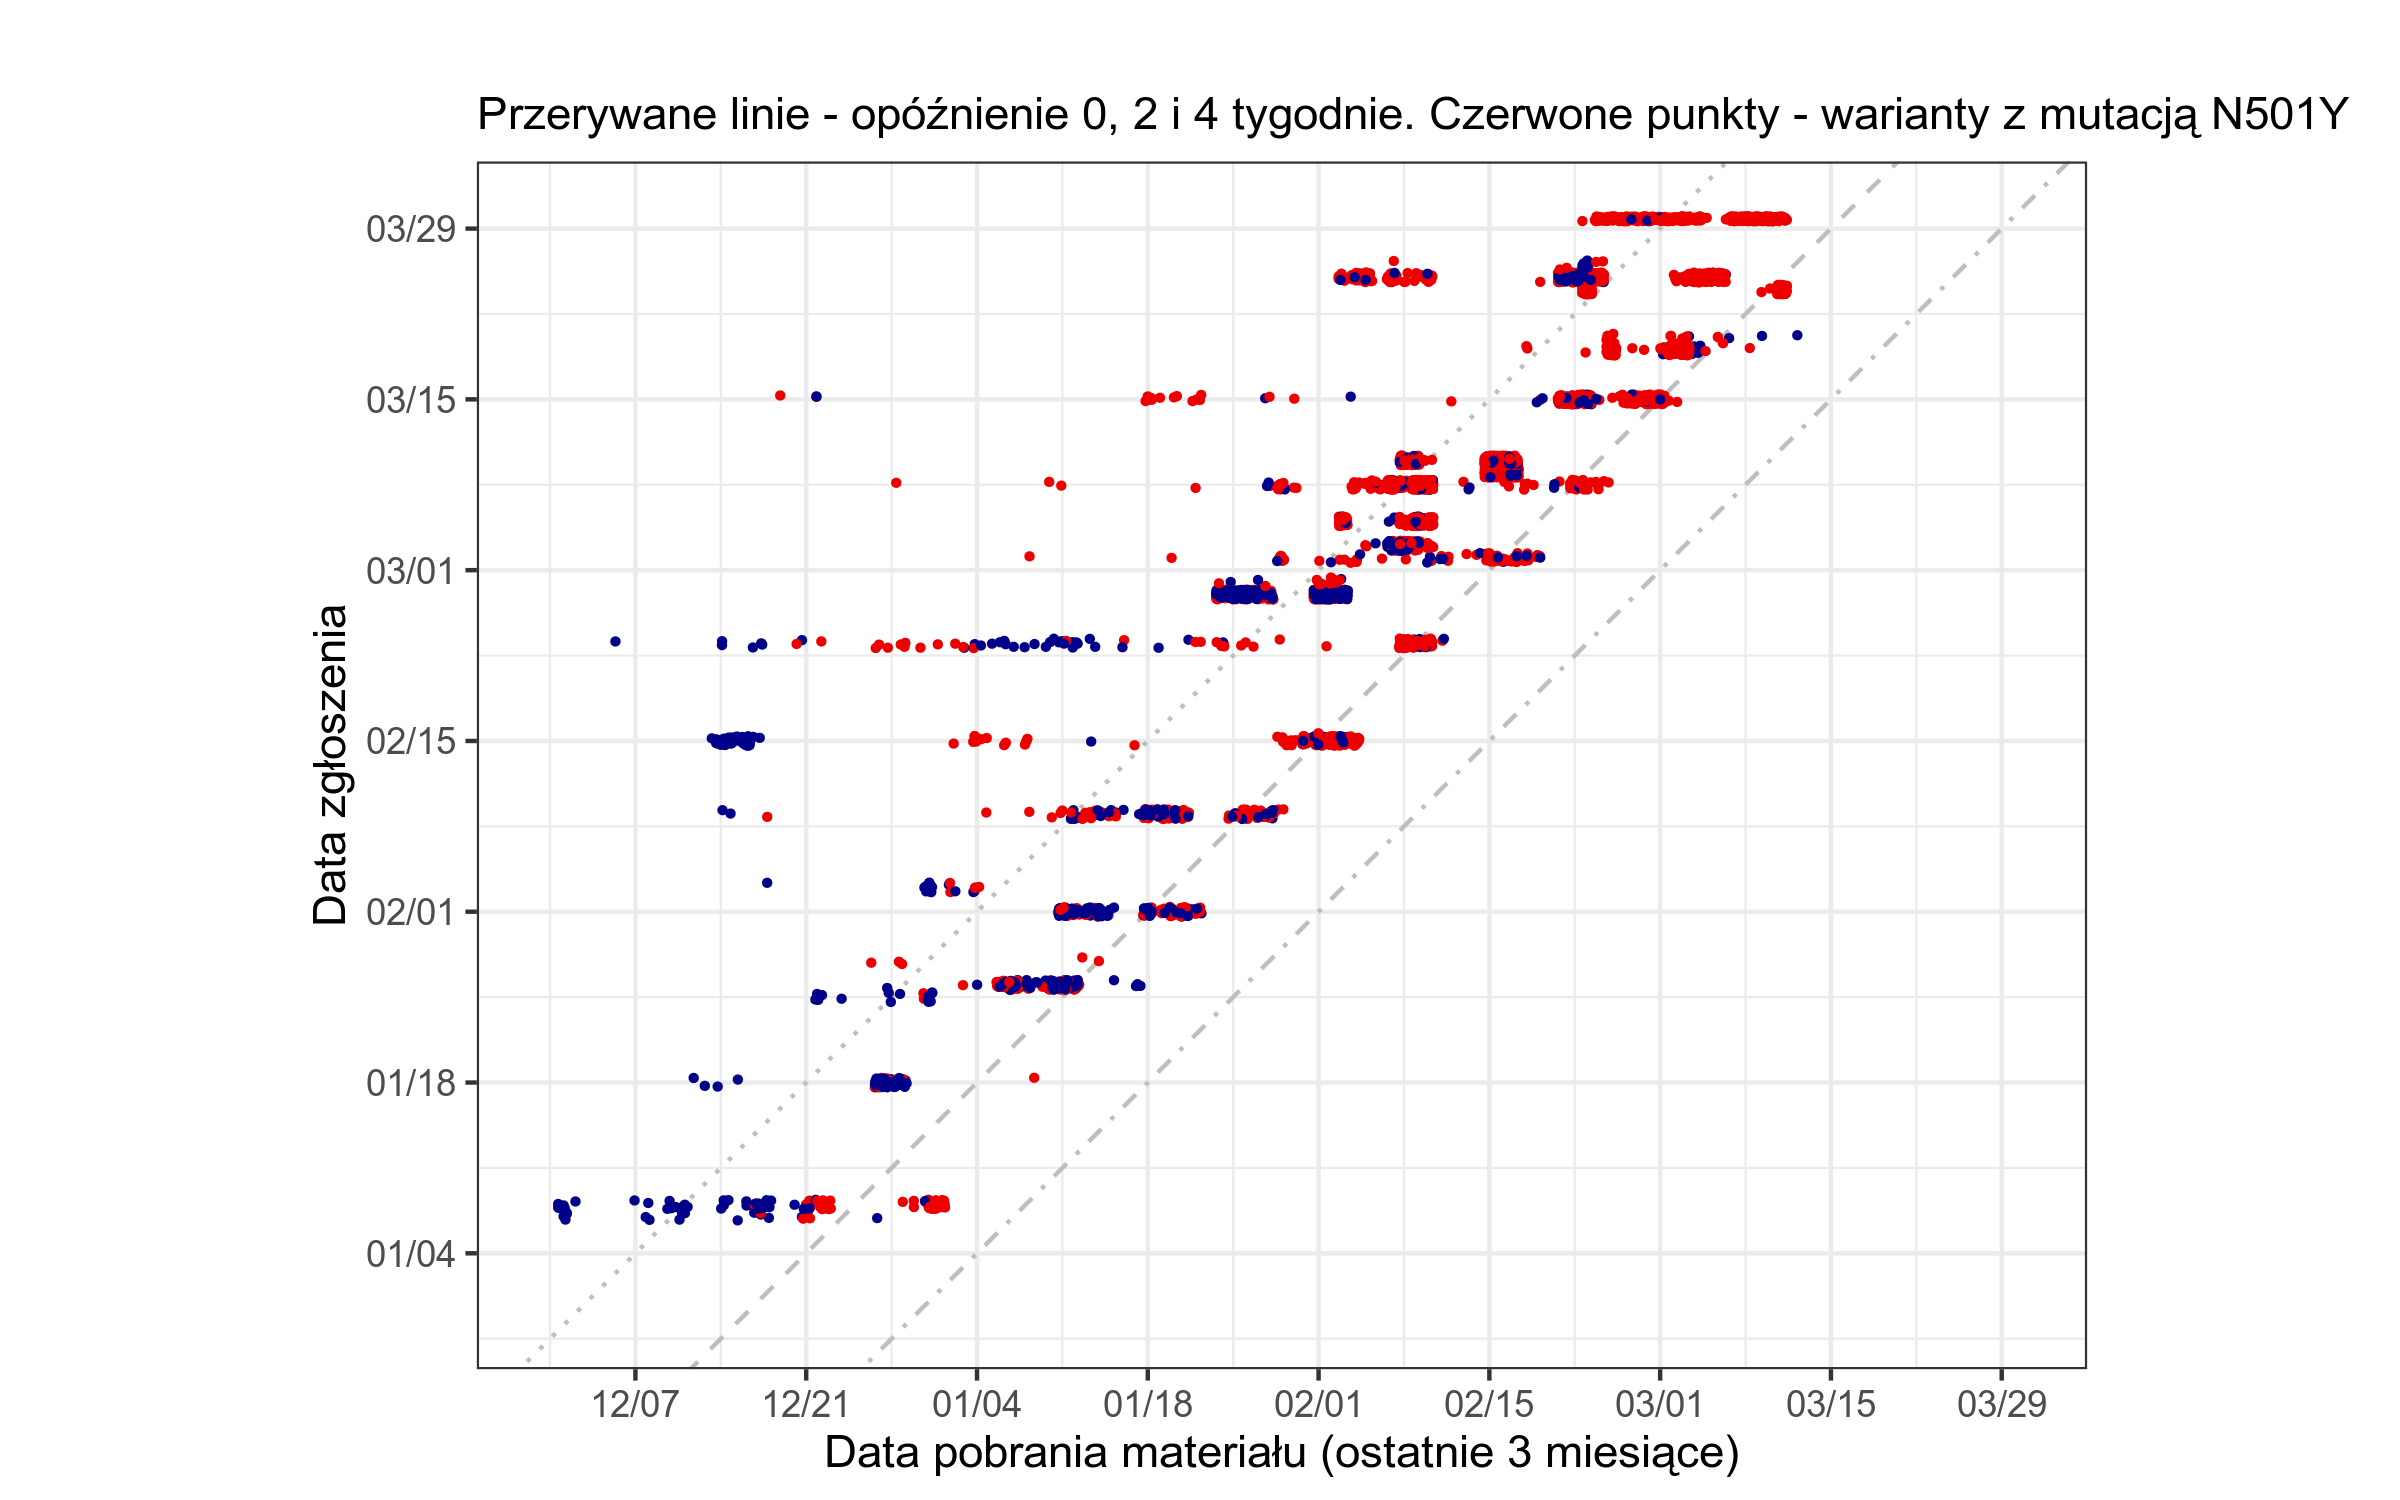 Przerywane linie - opóźnienie 0, 2 i 4 tygodnie. Czerwone punkty - warianty z mutacją N501Y
03/29
03/15
03/01
02/15
02/01
01/18
01/04
Data zgłoszenia
12/07 12/21 01/04 01/18 02/01 02/15 03/01 03/15 03/29
Data pobrania materiału (ostatnie 3 miesiące)